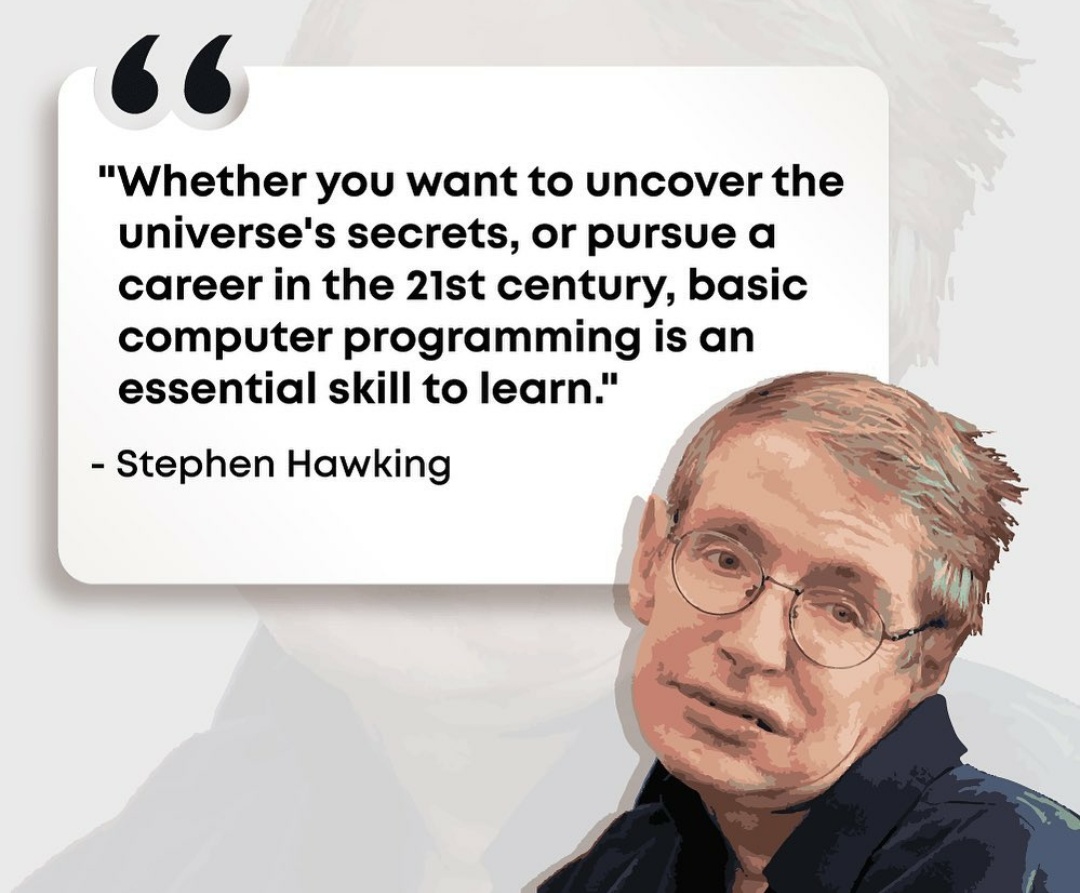 "Whether you want to uncover the
universe's secrets, or pursue a
career in the 21st century, basic
computer programming is an
essential skill to learn."
- Stephen Hawking